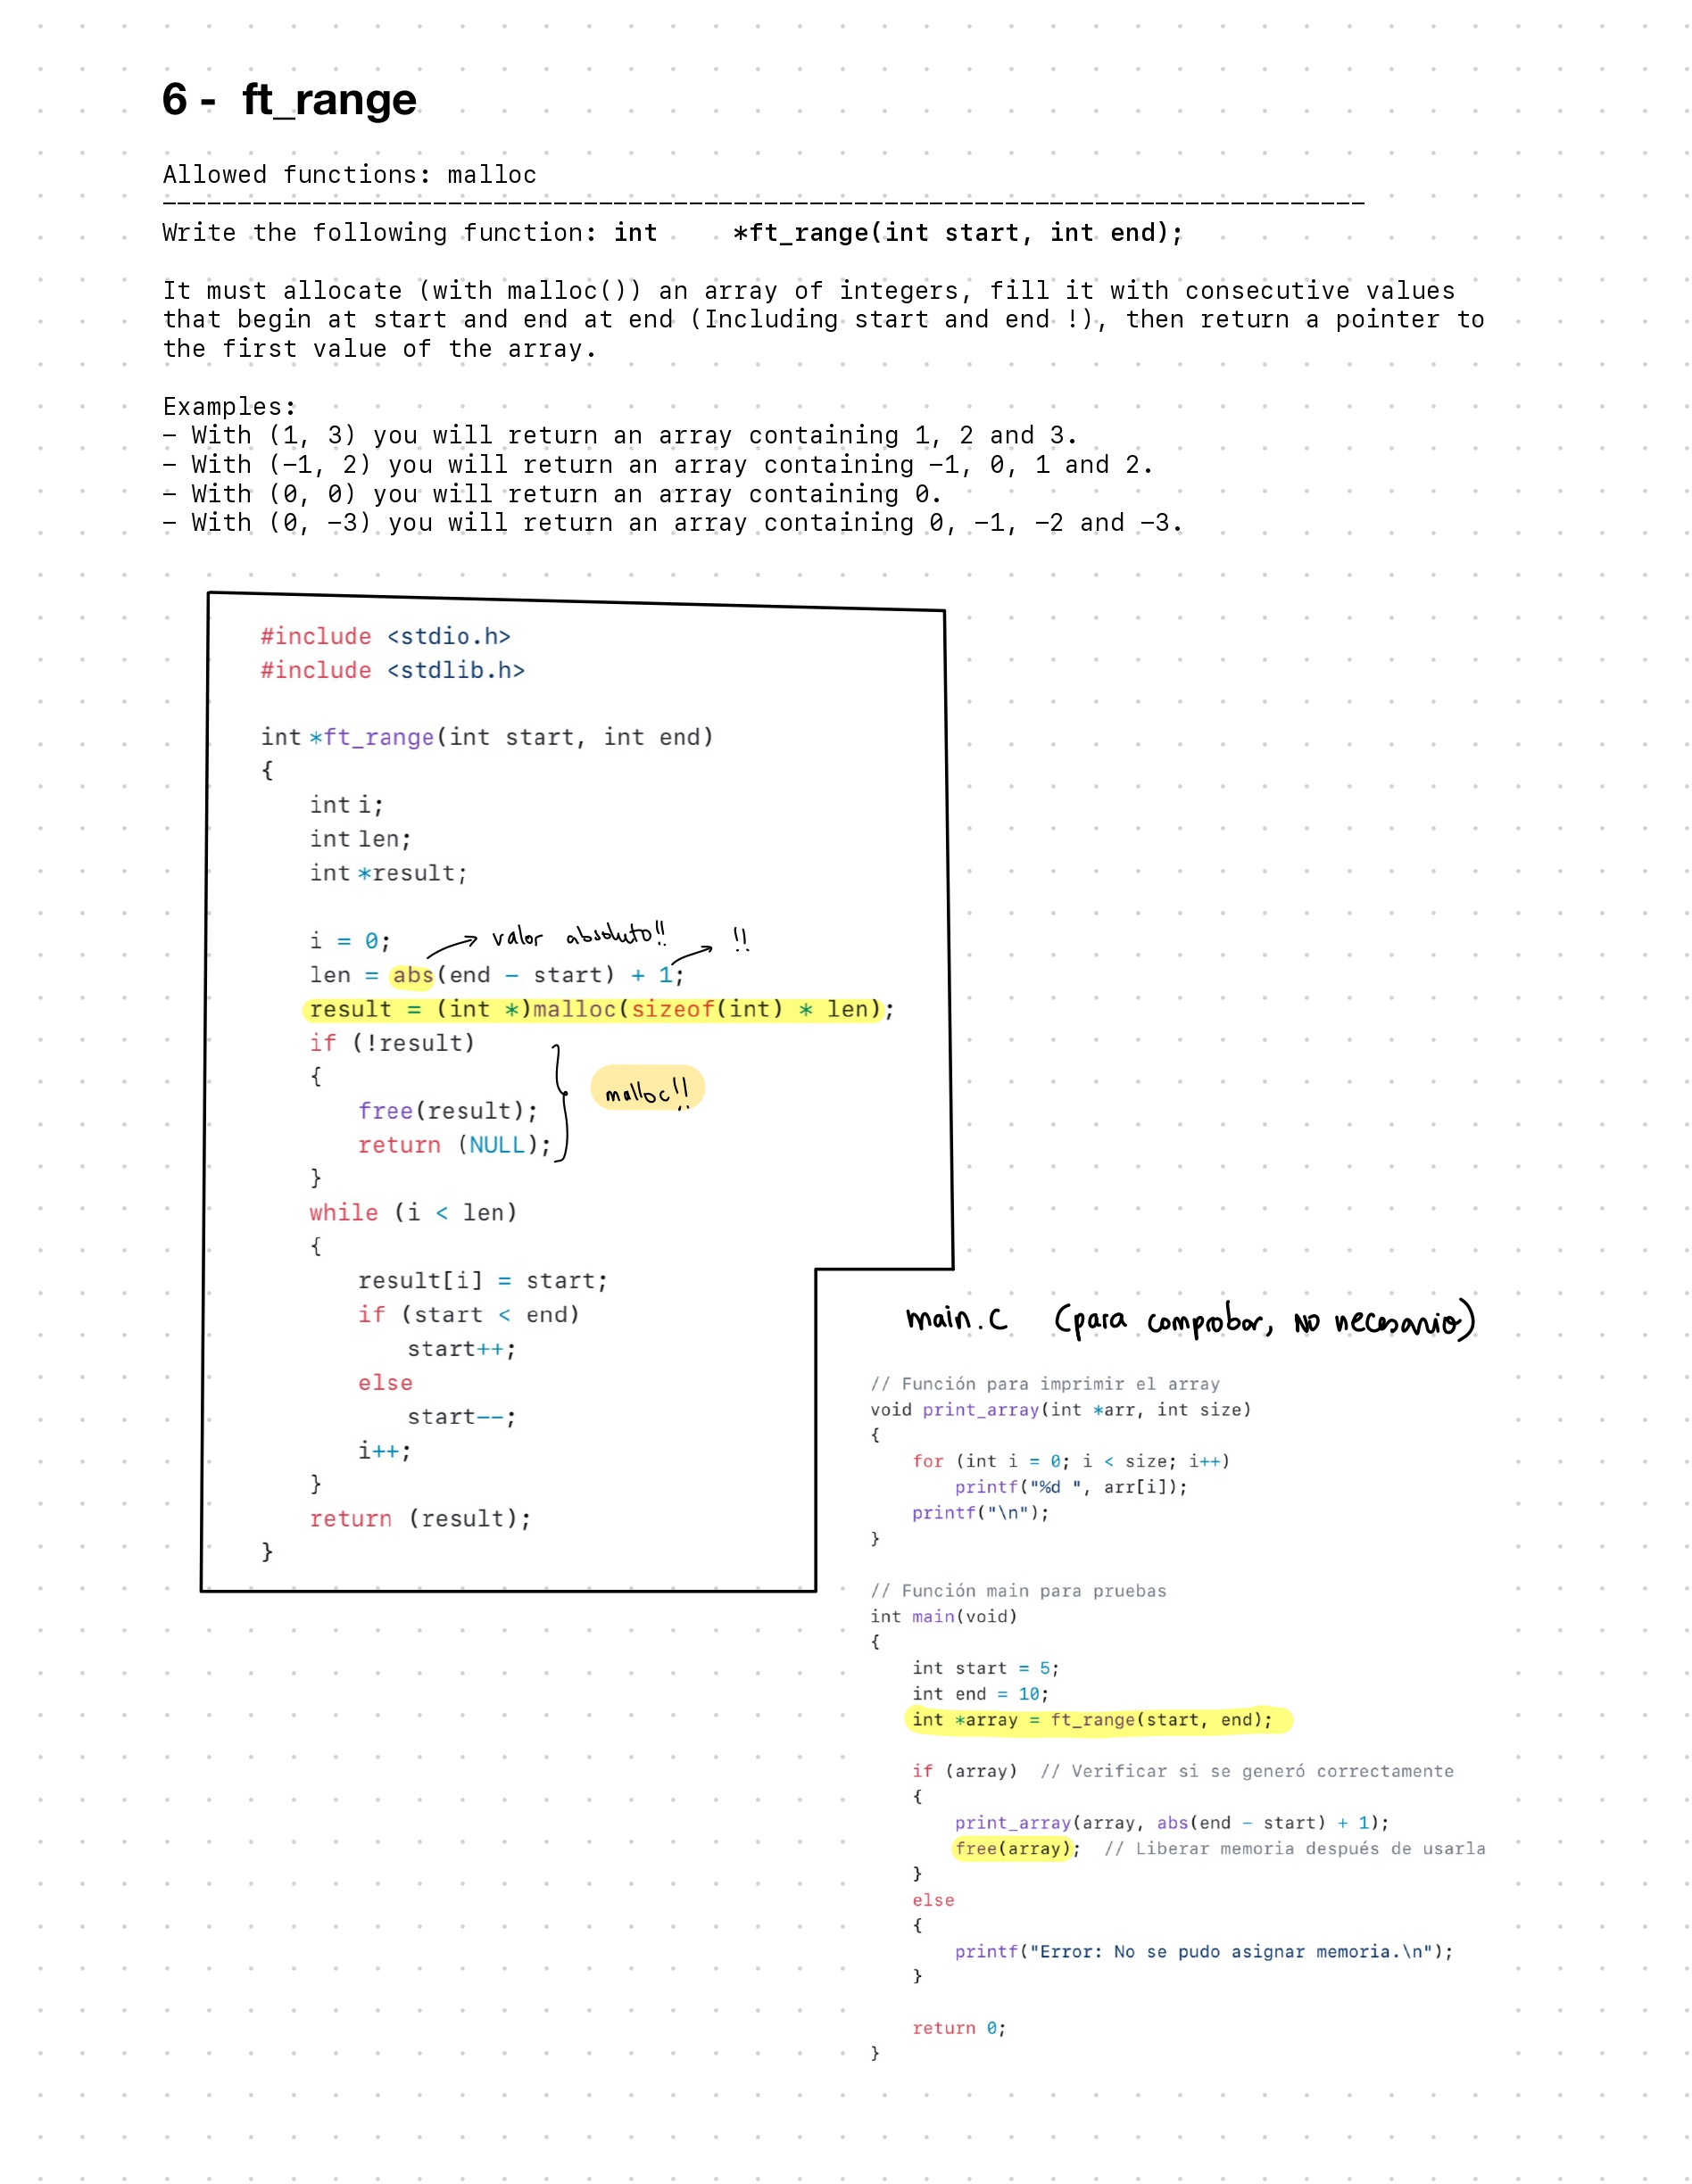 6 - ft_range
Allowed functions: malloc
--------------------------------------------------------------------------------
Write the following function: int     *ft_range(int start, int end);
It must allocate (with malloc()) an array of integers, fill it with consecutive values
that begin at start and end at end (Including start and end !), then return a pointer to
the first value of the array.
Examples:
- With (1, 3) you will return an array containing 1, 2 and 3.
- With (-1, 2) you will return an array containing -1, 0, 1 and 2.
- With (0, 0) you will return an array containing 0.
- With (0, -3) you will return an array containing 0, -1, -2 and -3.
#include <stdio.h>
#include <stdlib.h>
int *ft_range(int start, int end)
{
int i;
int len;
int *result;
i = 0;
valor absoluto!! !!
len = abs(end - start) + 1;
result = (int *)malloc(sizeof(int) * len);
if (!result)
{
malloc!!
free(result);
return (NULL);
}
while (i < len)
{
result[i] = start;
if (start < end)
start++;
else
start--;
i++;
}
return (result);
}
main.c (para comprobar, NO necesario)
// Función para imprimir el array
void print_array(int *arr, int size)
{
for (int i = 0; i < size; i++)
printf("%d ", arr[i]);
printf("\n");
}
// Función main para pruebas
int main(void)
{
int start = 5;
int end = 10;
int *array = ft_range(start, end);
if (array)  // Verificar si se generó correctamente
{
print_array(array, abs(end - start) + 1);
free(array);  // Liberar memoria después de usarla
}
else
{
printf("Error: No se pudo asignar memoria.\n");
}
return 0;
}